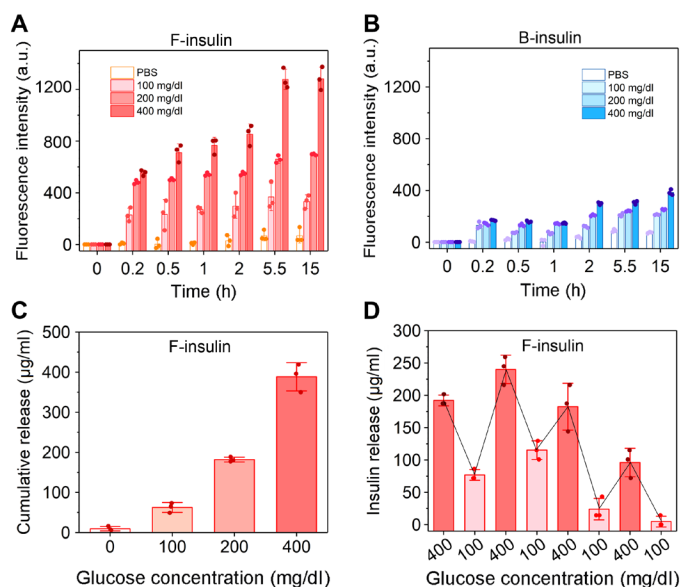 A
F-insulin
Fluorescence intensity (a.u.)
1200
800
400
0
PBS
100 mg/dl
200 mg/dl
400 mg/dl
0 0.2 0.5 1 2 5.5 15
Time (h)
B
B-insulin
Fluorescence intensity (a.u.)
1200
800
400
0
PBS
100 mg/dl
200 mg/dl
400 mg/dl
0 0.2 0.5 1 2 5.5 15
Time (h)
C
F-insulin
Cumulative release (µg/ml)
500
400
300
200
100
0
0 100 200 400
Glucose concentration (mg/dl)
D
F-insulin
Insulin release (µg/ml)
300
250
200
150
100
50
0
400 100 400 100 400 100 400 100
Glucose concentration (mg/dl)